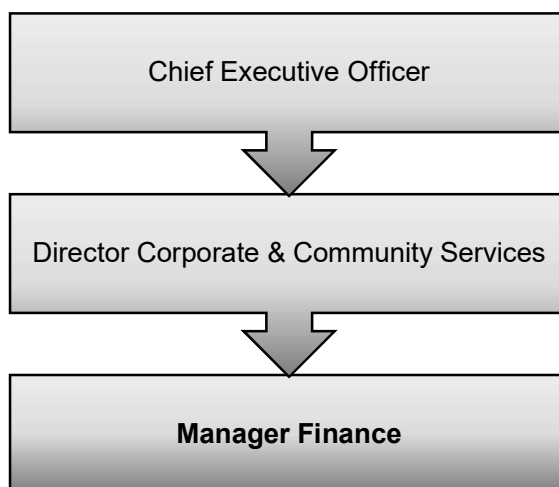 Chief Executive Officer
Director Corporate & Community Services
Manager Finance